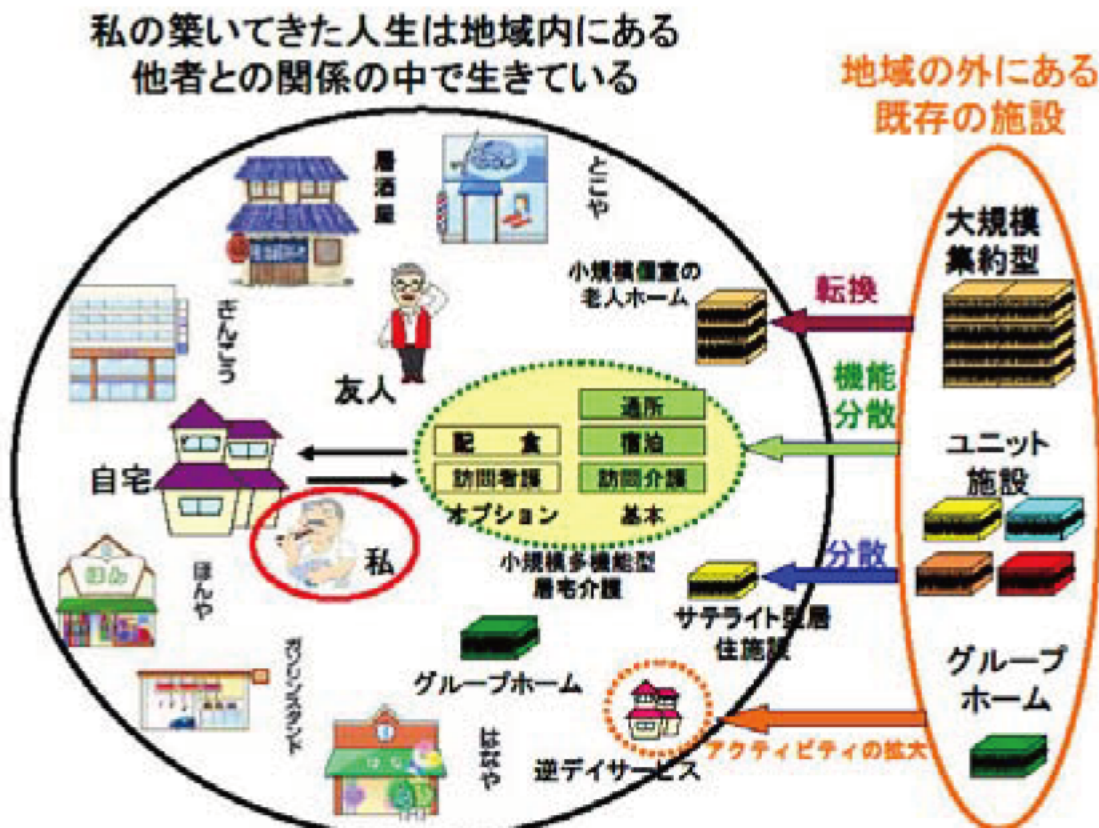 私の築いてきた人生は地域内にある
他者との関係の中で生きている
地域の外にある
既存の施設
居酒屋
とこや
大規模
集約型
小規模個室の
老人ホーム
転換
ぎんこう
友人
機能
分散
通所
配 食
宿泊
訪問看護
訪問介護
オプション
基本
ユニット
施設
自宅
私
小規模多機能型
居宅介護
分散
ほん
ほんや
サテライト型居
住施設
グループホーム
グループ
ホーム
ガソリンスタンド
はな
はなや
逆デイサービス
アクティビティの拡大